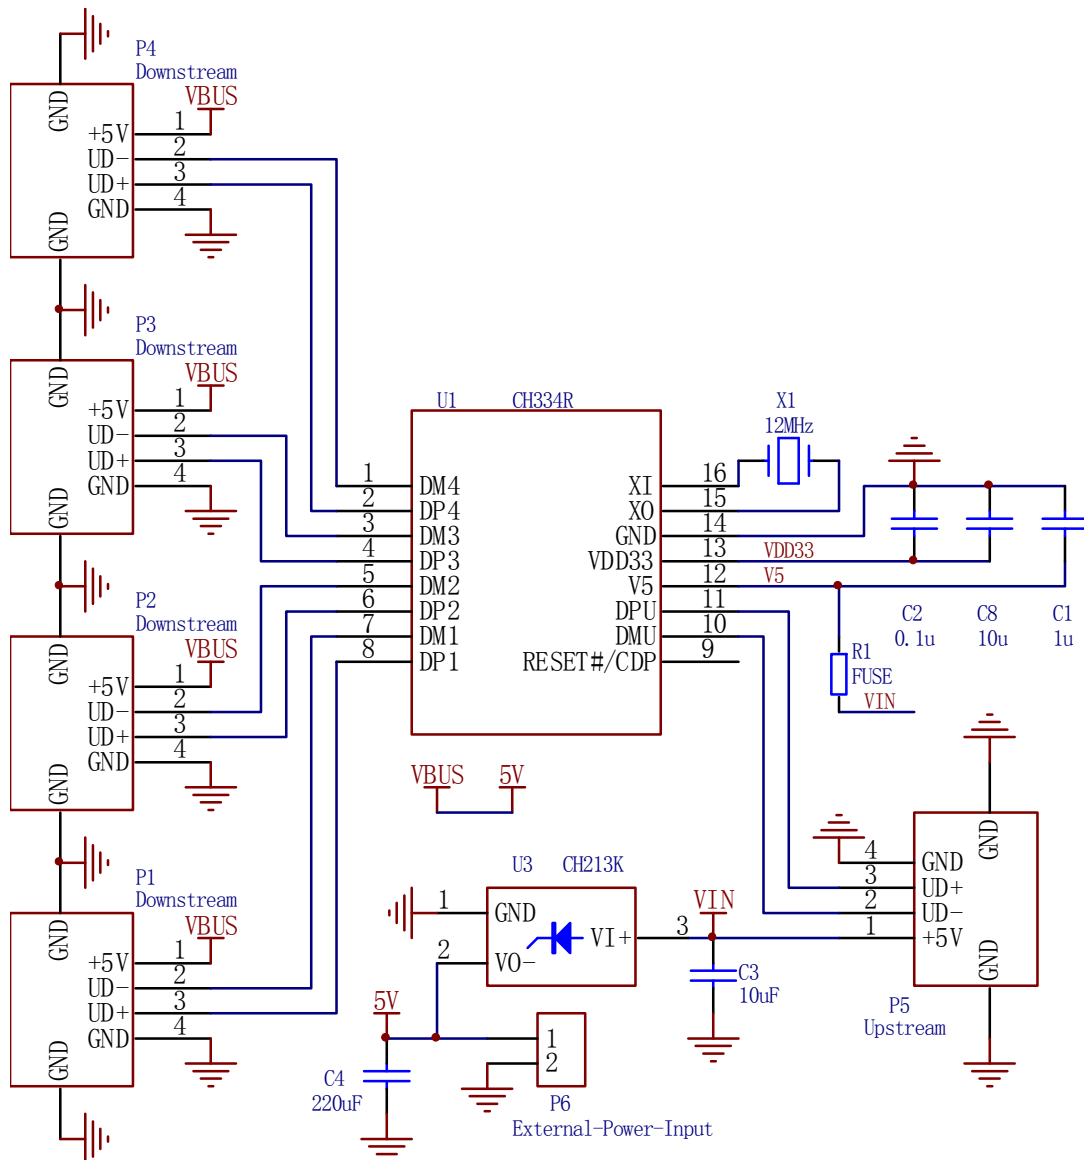 P4
Downstream
VBUS
GND
+5V 1
UD- 2
UD+ 3
GND 4
GND
P3
Downstream
VBUS
GND
+5V 1
UD- 2
UD+ 3
GND 4
GND
P2
Downstream
VBUS
GND
+5V 1
UD- 2
UD+ 3
GND 4
GND
P1
Downstream
VBUS
GND
+5V 1
UD- 2
UD+ 3
GND 4
GND
U1 CH334R
1 DM4
2 DP4
3 DM3
4 DP3
5 DM2
6 DP2
7 DM1
8 DP1
XI 16
XO 15
GND 14
VDD33 13
V5 12
DPU 11
DMU 10
RESET#/CDP 9
X1
12MHz
VDD33
V5
C2
0.1u
C8
10u
C1
1u
R1
FUSE
VIN
VBUS 5V
U3 CH213K
1 GND
2 VO-
VI+ 3
VIN
C3
10uF
4 GND
3 UD+
2 UD-
1 +5V
GND
GND
P5
Upstream
5V
C4
220uF
1
2
P6
External-Power-Input